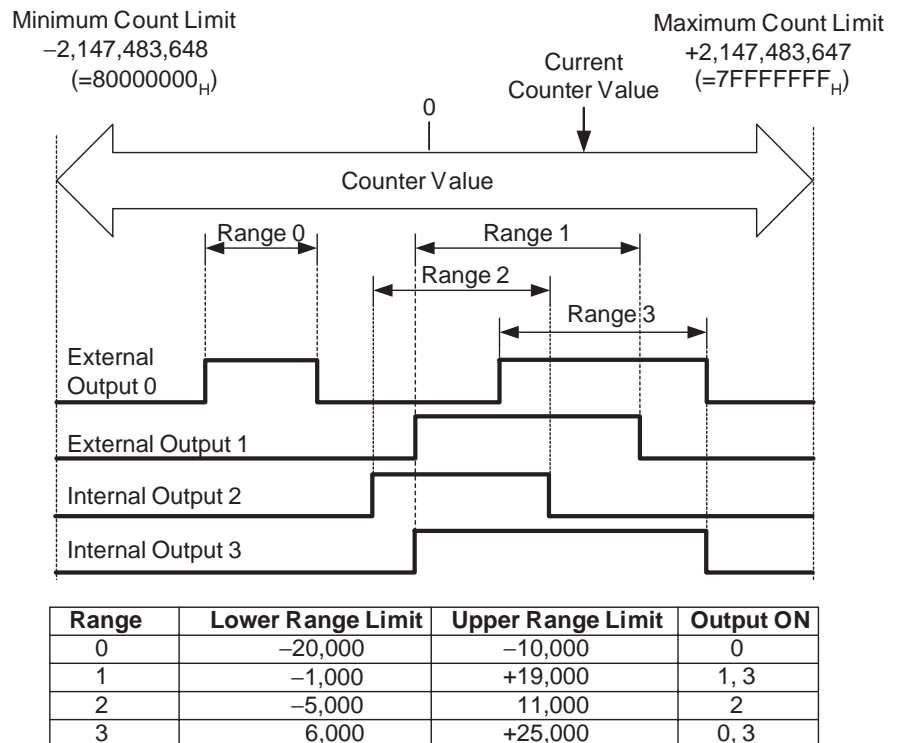 Minimum Count Limit
−2,147,483,648
(=80000000H)
Maximum Count Limit
+2,147,483,647
(=7FFFFFFFH)
Current
Counter Value
0
Counter Value
Range 0
Range 1
Range 2
Range 3
External
Output 0
External Output 1
Internal Output 2
Internal Output 3
Range Lower Range Limit Upper Range Limit Output ON
0 −20,000 −10,000 0
1 −1,000 +19,000 1, 3
2 −5,000 11,000 2
3 6,000 +25,000 0, 3